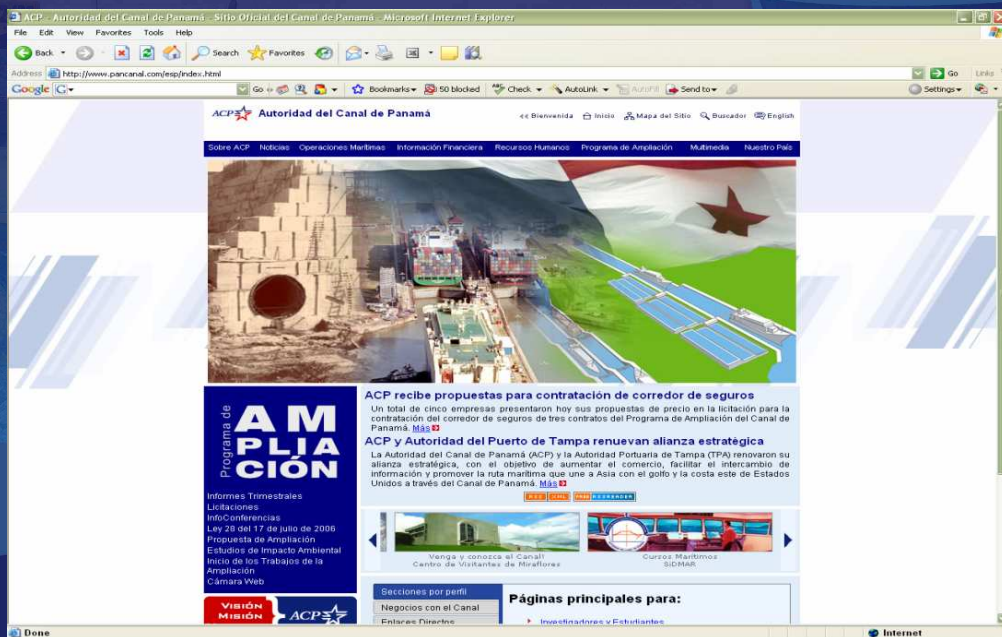 ACP - Autoridad del Canal de Panamá - Sitio Oficial del Canal de Panamá - Microsoft Internet Explorer
File Edit View Favorites Tools Help
Back Search Favorites
Address http://www.pancanal.com/esp/index.html Go Links
Google Go Bookmarks 50 blocked Check AutoLink AutoFill Send to Settings
ACP Autoridad del Canal de Panamá << Bienvenida Inicio Mapa del Sitio Buscador English
Sobre ACP Noticias Operaciones Marítimas Información Financiera Recursos Humanos Programa de Ampliación Multimedia Nuestro País
Programa de
AM
PLIA
CIÓN
Informes Trimestrales
Licitaciones
InfoConferencias
Ley 28 del 17 de julio de 2006
Propuesta de Ampliación
Estudios de Impacto Ambiental
Inicio de los Trabajos de la
Ampliación
Cámara Web
VISIÓN
MISIÓN ACP
ACP recibe propuestas para contratación de corredor de seguros
Un total de cinco empresas presentaron hoy sus propuestas de precio en la licitación para la
contratación del corredor de seguros de tres contratos del Programa de Ampliación del Canal de
Panamá. Más
ACP y Autoridad del Puerto de Tampa renuevan alianza estratégica
La Autoridad del Canal de Panamá (ACP) y la Autoridad Portuaria de Tampa (TPA) renovaron su
alianza estratégica, con el objetivo de aumentar el comercio, facilitar el intercambio de
información y promover la ruta marítima que une a Asia con el golfo y la costa este de Estados
Unidos a través del Canal de Panamá. Más
RSS XML FREE RSSREADER
Venga y conozca el Canal!
Centro de Visitantes de Miraflores
Cursos Marítimos
SIDMAR
Secciones por perfil
Negocios con el Canal
Enlaces Directos
Páginas principales para:
Investigadores y Estudiantes
Done Internet